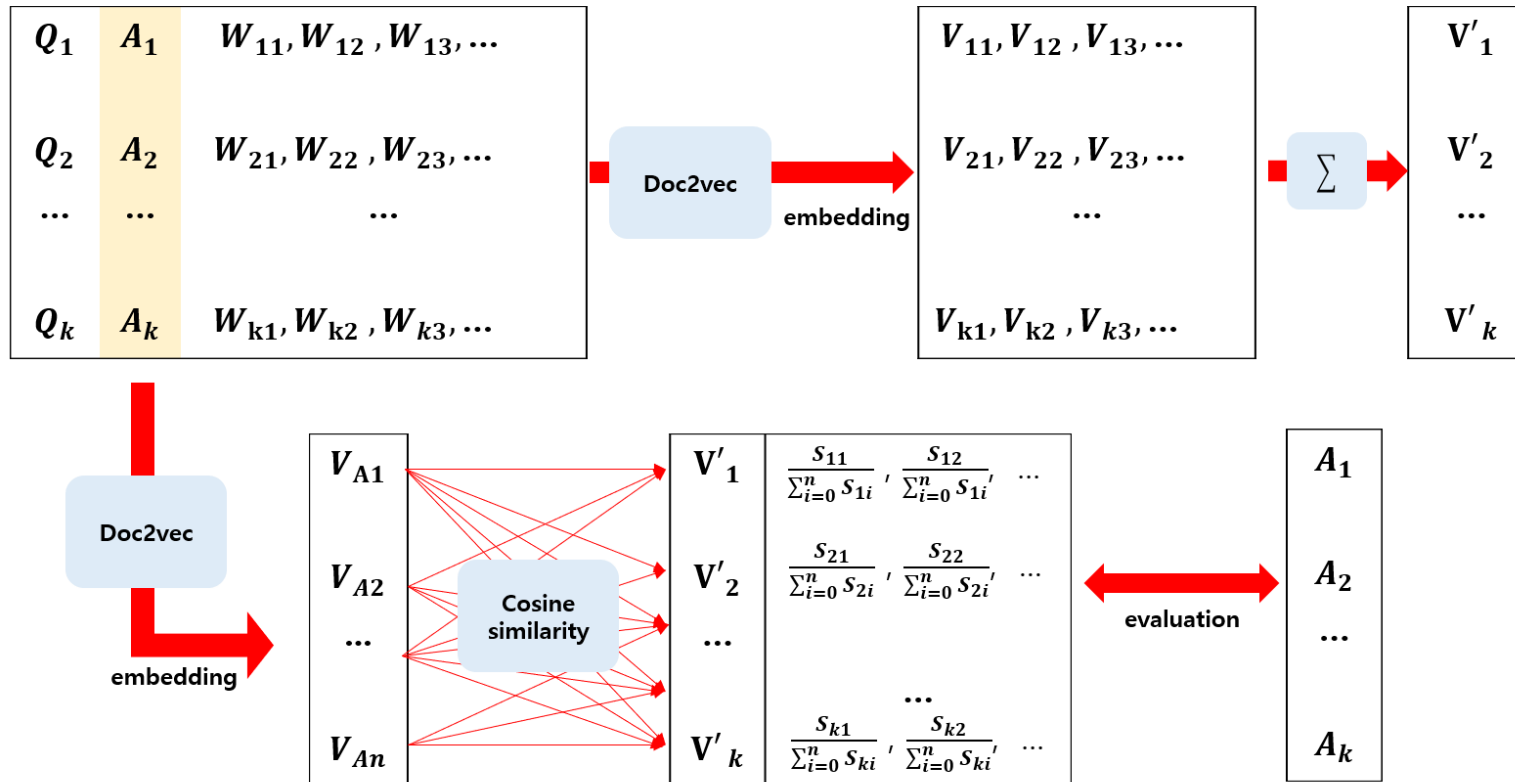 Q₁ A₁ W₁₁, W₁₂ , W₁₃, ...
Q₂ A₂ W₂₁, W₂₂ , W₂₃, ...
... ... ...
Qₖ Aₖ Wₖ₁, Wₖ₂ , Wₖ₃, ...
Doc2vec
embedding
V₁₁, V₁₂ , V₁₃, ...
V₂₁, V₂₂ , V₂₃, ...
...
Vₖ₁, Vₖ₂ , Vₖ₃, ...
∑
V′₁
V′₂
...
V′ₖ
Doc2vec
embedding
V_A1
V_A2
...
V_An
Cosine
similarity
V′₁ S₁₁/∑ⁿᵢ₌₀ S₁ᵢ , S₁₂/∑ⁿᵢ₌₀ S₁ᵢ, ...
V′₂ S₂₁/∑ⁿᵢ₌₀ S₂ᵢ , S₂₂/∑ⁿᵢ₌₀ S₂ᵢ, ...
... ...
V′ₖ Sₖ₁/∑ⁿᵢ₌₀ Sₖᵢ , Sₖ₂/∑ⁿᵢ₌₀ Sₖᵢ, ...
evaluation
A₁
A₂
...
Aₖ